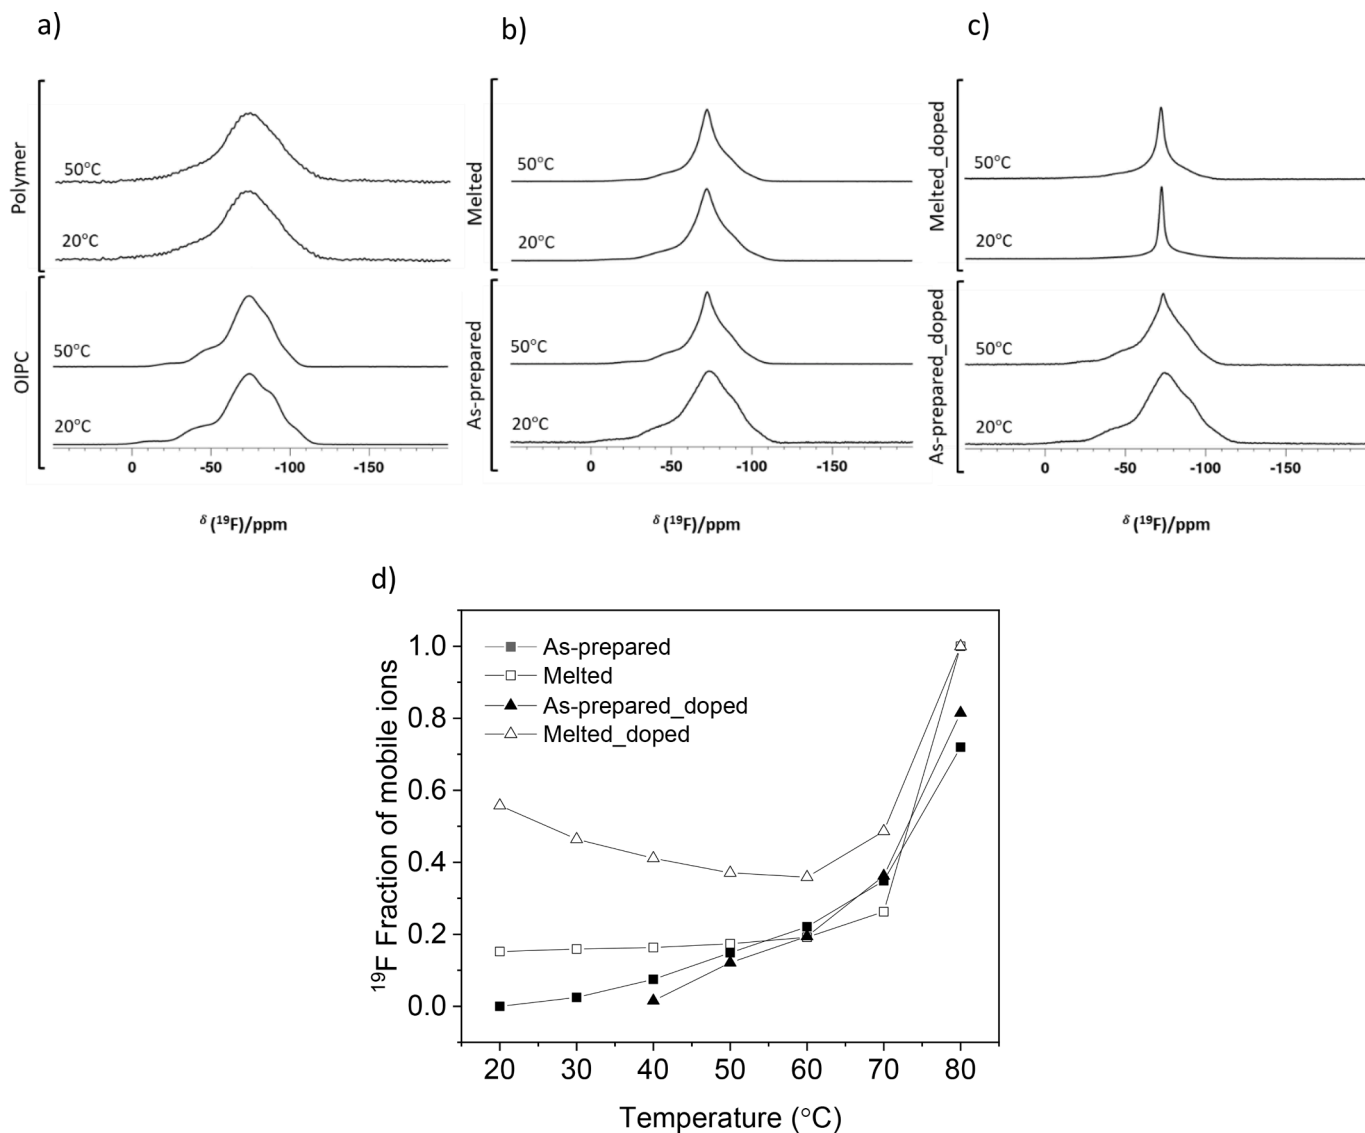 a)
b)
c)
Polymer
50°C
20°C
OIPC
50°C
20°C
0 -50 -100 -150
δ (¹⁹F)/ppm
Melted
50°C
20°C
As-prepared
50°C
20°C
0 -50 -100 -150
δ (¹⁹F)/ppm
Melted_doped
50°C
20°C
As-prepared_doped
50°C
20°C
0 -50 -100 -150
δ (¹⁹F)/ppm
d)
¹⁹F Fraction of mobile ions
1.0
0.8
0.6
0.4
0.2
0.0
As-prepared
Melted
As-prepared_doped
Melted_doped
20 30 40 50 60 70 80
Temperature (°C)